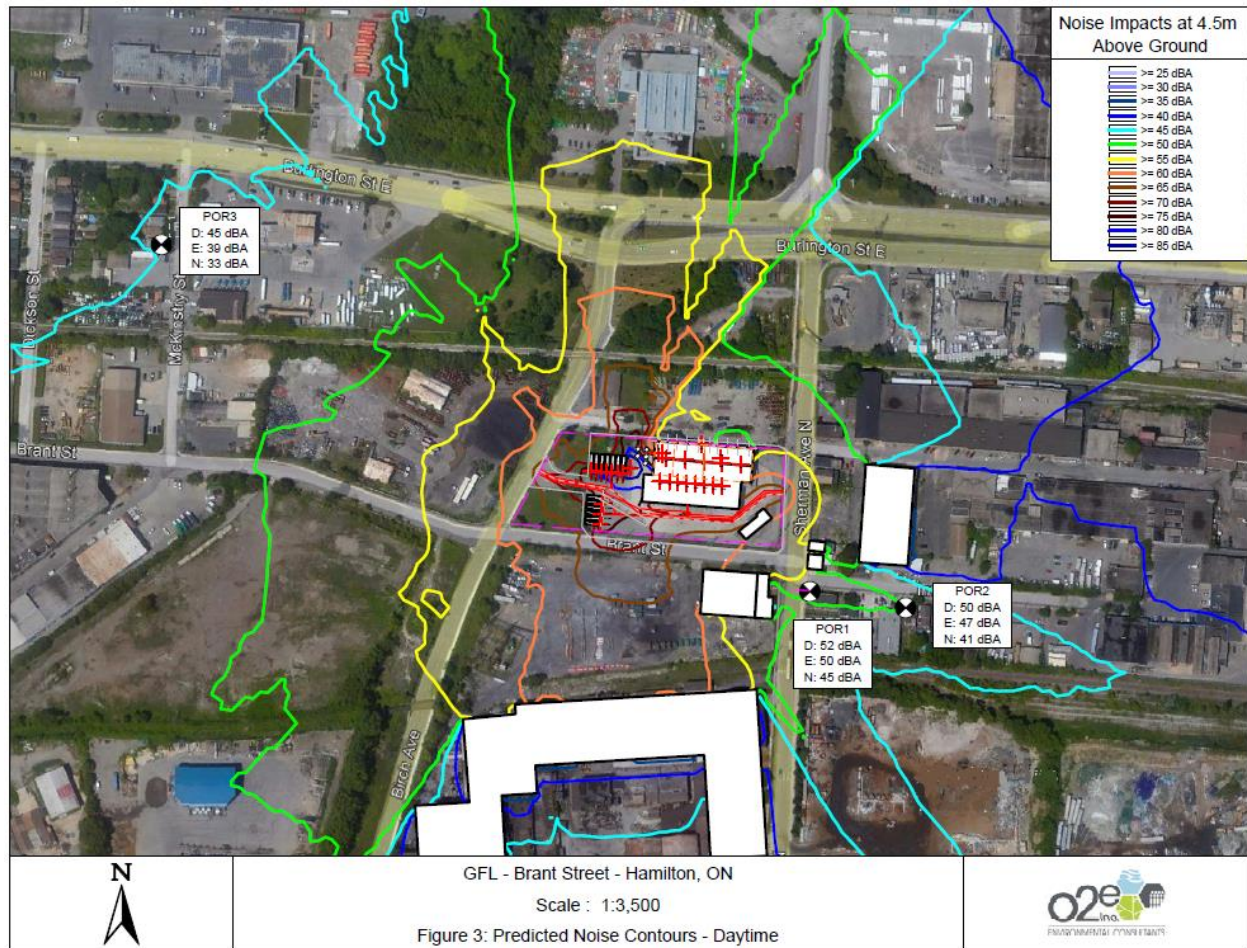 Noise Impacts at 4.5m
Above Ground
>= 25 dBA
>= 30 dBA
>= 35 dBA
>= 40 dBA
>= 45 dBA
>= 50 dBA
>= 55 dBA
>= 60 dBA
>= 65 dBA
>= 70 dBA
>= 75 dBA
>= 80 dBA
>= 85 dBA
Burlington St E
POR3
D: 45 dBA
E: 39 dBA
N: 33 dBA
Burlington St E
Dickson St
Mckinstry St
Brant St
Sherman Ave N
Brant St
POR2
D: 50 dBA
E: 47 dBA
N: 41 dBA
POR1
D: 52 dBA
E: 50 dBA
N: 45 dBA
Birch Ave
N
GFL - Brant Street - Hamilton, ON
Scale : 1:3,500
Figure 3: Predicted Noise Contours - Daytime
O2e
inc.
ENVIRONMENTAL CONSULTANTS